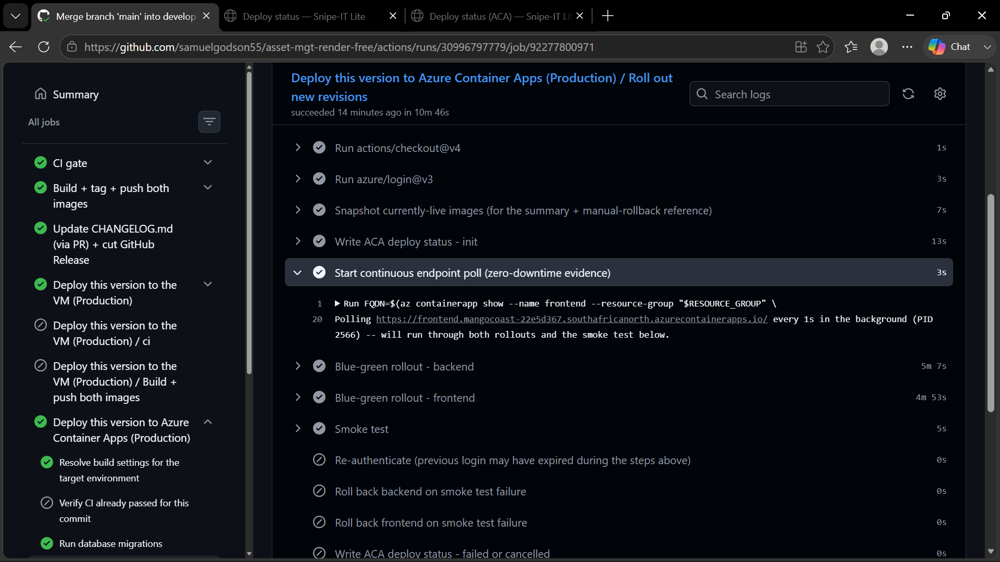 Merge branch 'main' into develop
Deploy status — Snipe-IT Lite
Deploy status (ACA) — Snipe-IT Li
https://github.com/samuelgodson55/asset-mgt-render-free/actions/runs/30996797779/job/92277800971
Chat
Summary
All jobs
CI gate
Build + tag + push both
images
Update CHANGELOG.md
(via PR) + cut GitHub
Release
Deploy this version to the
VM (Production)
Deploy this version to the
VM (Production) / ci
Deploy this version to the
VM (Production) / Build +
push both images
Deploy this version to Azure
Container Apps (Production)
Resolve build settings for the
target environment
Verify CI already passed for this
commit
Run database migrations
Deploy this version to Azure Container Apps (Production) / Roll out
new revisions
succeeded 14 minutes ago in 10m 46s
Search logs
Run actions/checkout@v4 1s
Run azure/login@v3 3s
Snapshot currently-live images (for the summary + manual-rollback reference) 7s
Write ACA deploy status - init 13s
Start continuous endpoint poll (zero-downtime evidence) 3s
1 Run FQDN=$(az containerapp show --name frontend --resource-group "$RESOURCE_GROUP" \
20 Polling https://frontend.mangocoast-22e5d367.southafricanorth.azurecontainerapps.io/ every 1s in the background (PID
2566) -- will run through both rollouts and the smoke test below.
Blue-green rollout - backend 5m 7s
Blue-green rollout - frontend 4m 53s
Smoke test 5s
Re-authenticate (previous login may have expired during the steps above) 0s
Roll back backend on smoke test failure 0s
Roll back frontend on smoke test failure 0s
Write ACA deploy status - failed or cancelled 0s